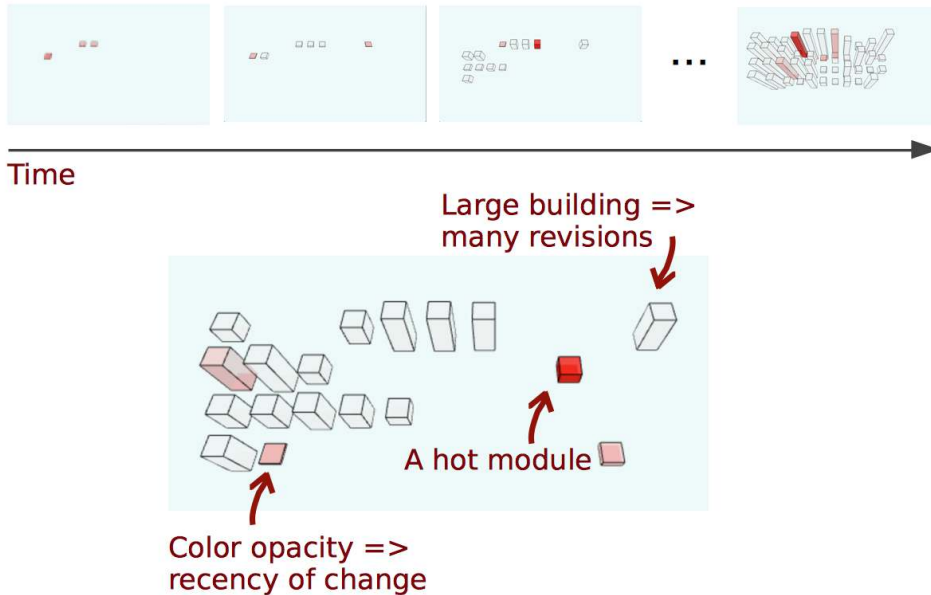 ...
Time
Large building =>
many revisions
A hot module
Color opacity =>
recency of change